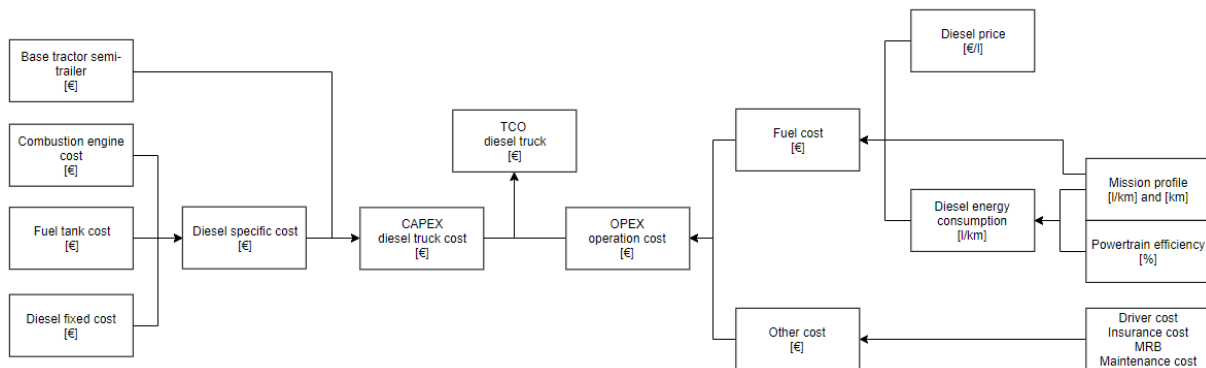 Base tractor semi-
trailer
[€]
Combustion engine
cost
[€]
Fuel tank cost
[€]
Diesel fixed cost
[€]
Diesel specific cost
[€]
CAPEX
diesel truck cost
[€]
TCO
diesel truck
[€]
OPEX
operation cost
[€]
Fuel cost
[€]
Other cost
[€]
Diesel price
[€/l]
Diesel energy
consumption
[l/km]
Mission profile
[l/km] and [km]
Powertrain efficiency
[%]
Driver cost
Insurance cost
MRB
Maintenance cost